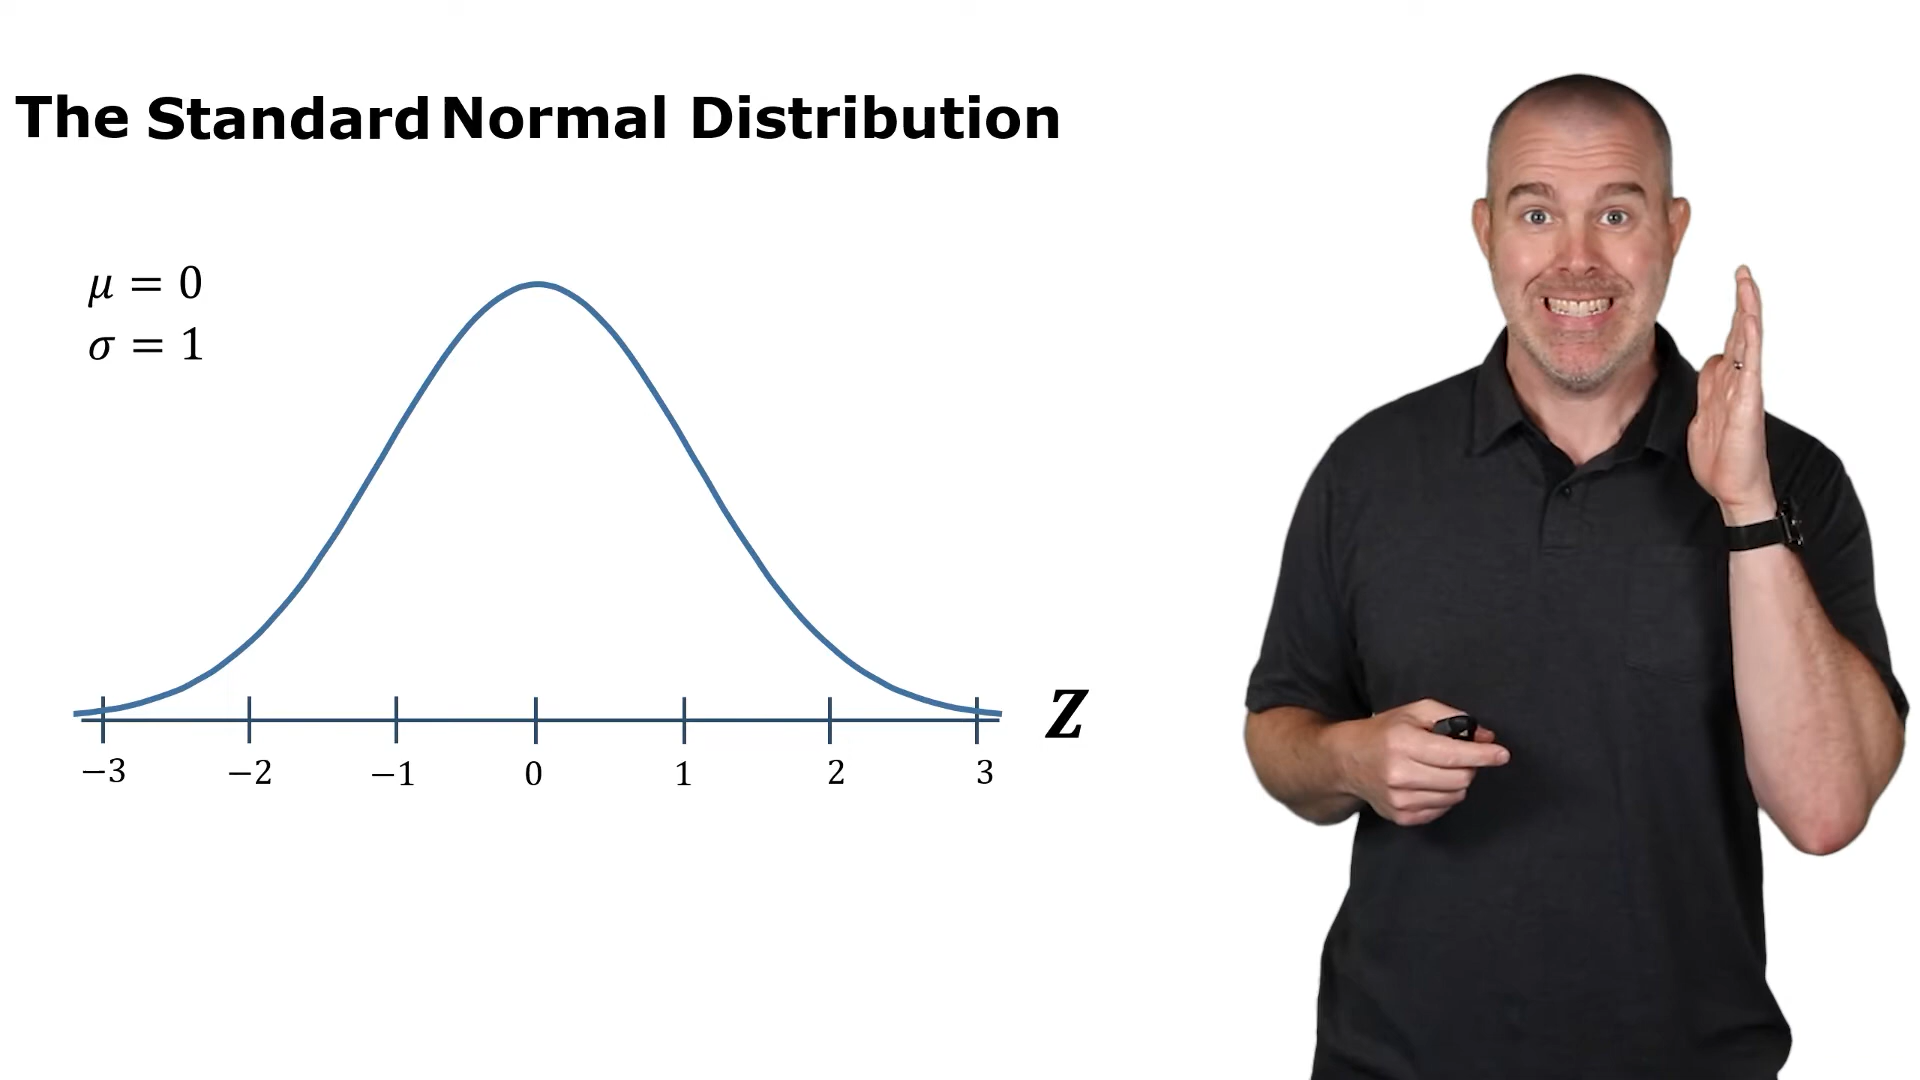 The Standard Normal Distribution
μ = 0
σ = 1
Z
−3 −2 −1 0 1 2 3